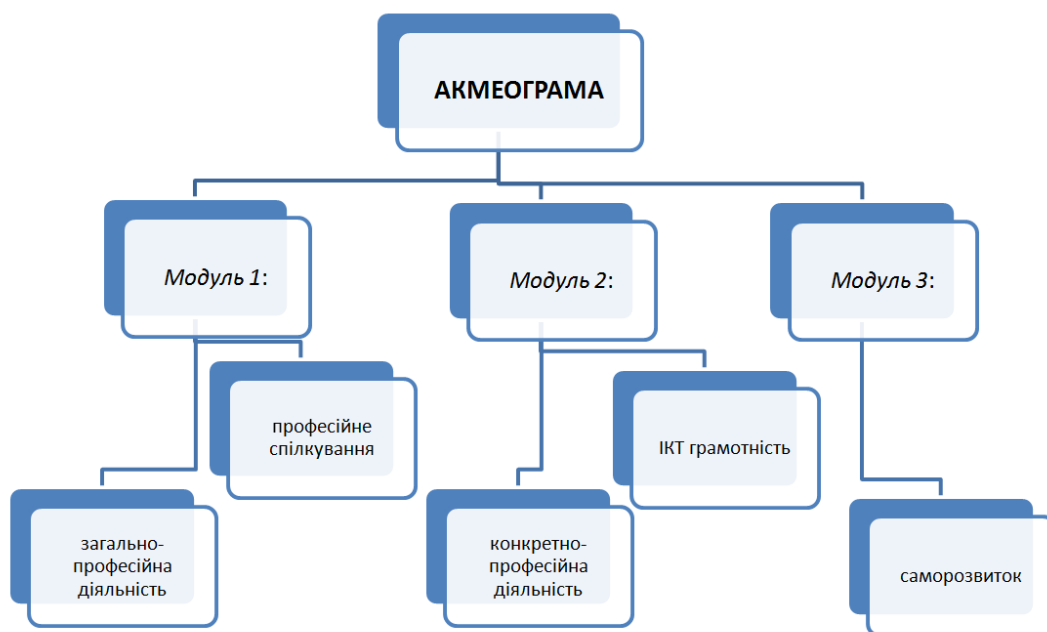 АКМЕОГРАМА
Модуль 1:
Модуль 2:
Модуль 3:
професійне
спілкування
ІКТ грамотність
загально-
професійна
діяльність
конкретно-
професійна
діяльність
саморозвиток